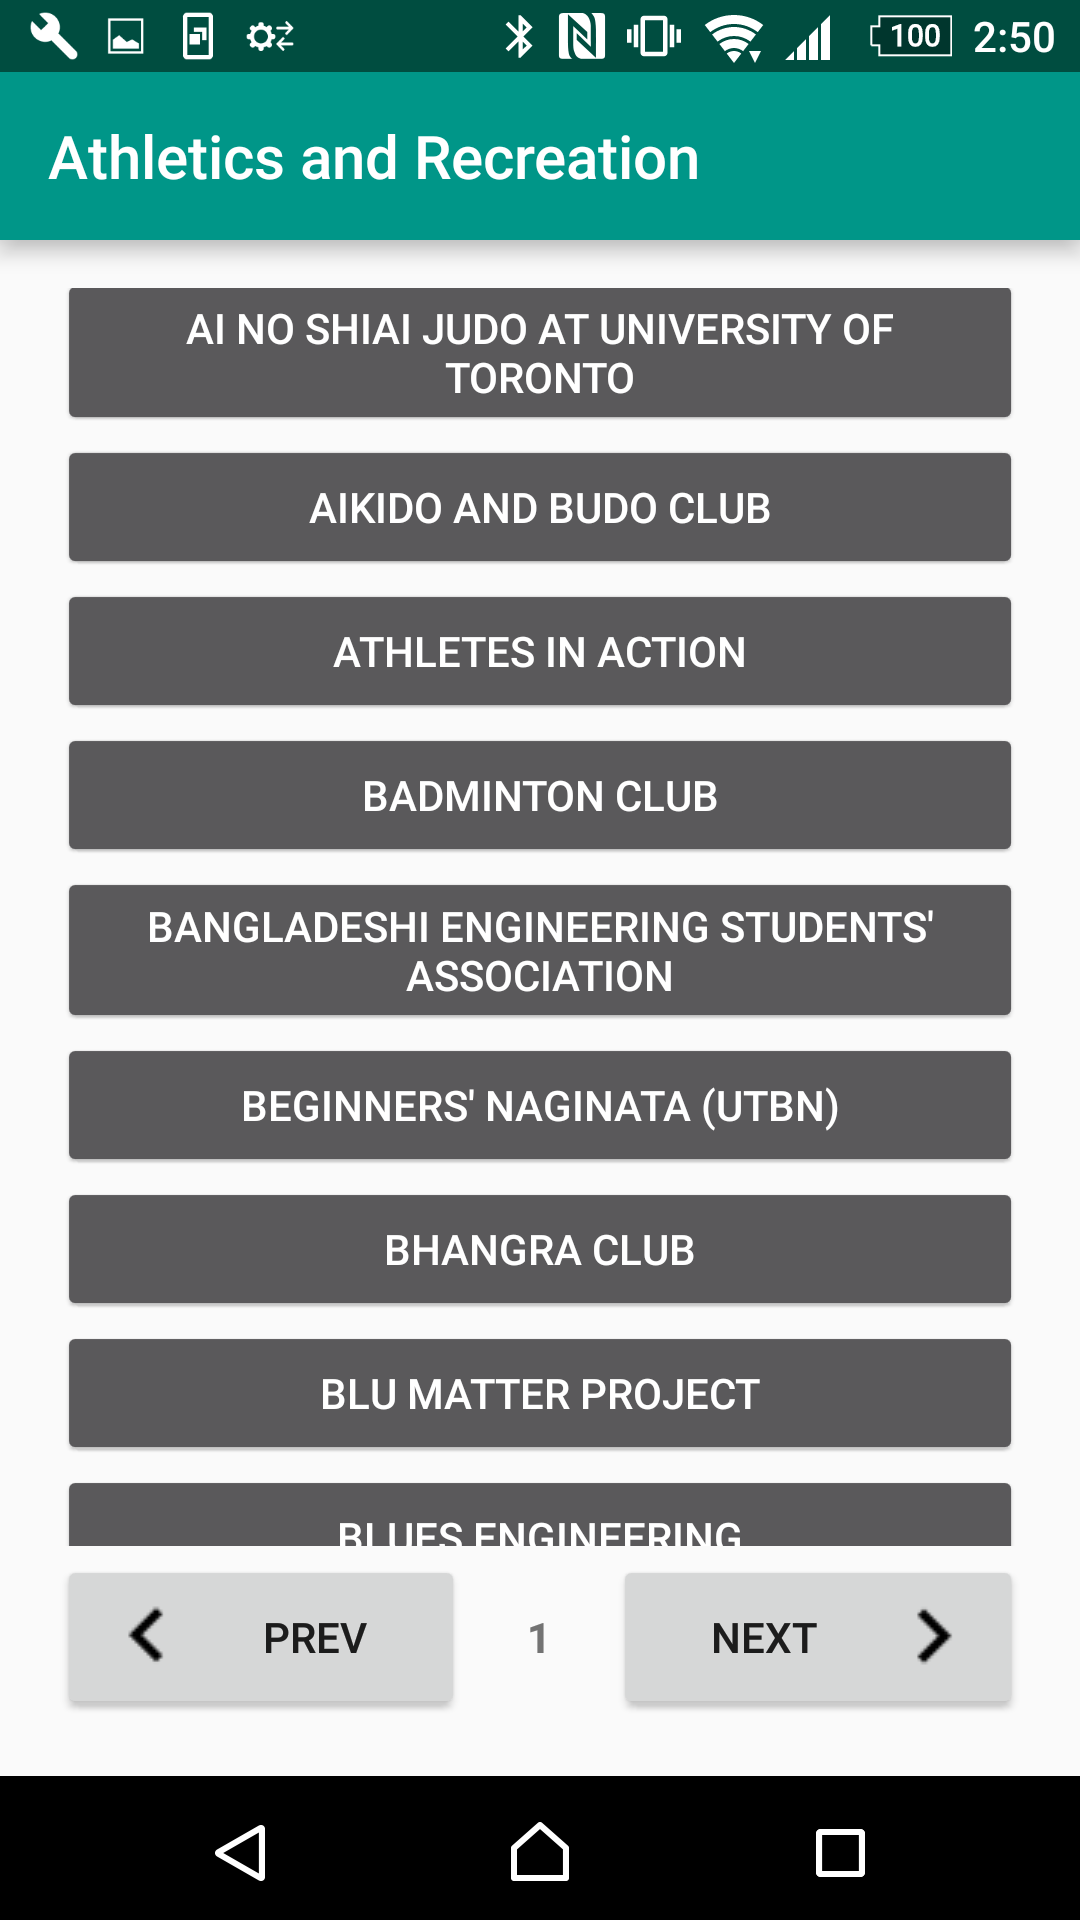 100 2:50
Athletics and Recreation
AI NO SHIAI JUDO AT UNIVERSITY OF
TORONTO
AIKIDO AND BUDO CLUB
ATHLETES IN ACTION
BADMINTON CLUB
BANGLADESHI ENGINEERING STUDENTS'
ASSOCIATION
BEGINNERS' NAGINATA (UTBN)
BHANGRA CLUB
BLU MATTER PROJECT
BLUES ENGINEERING
PREV 1 NEXT